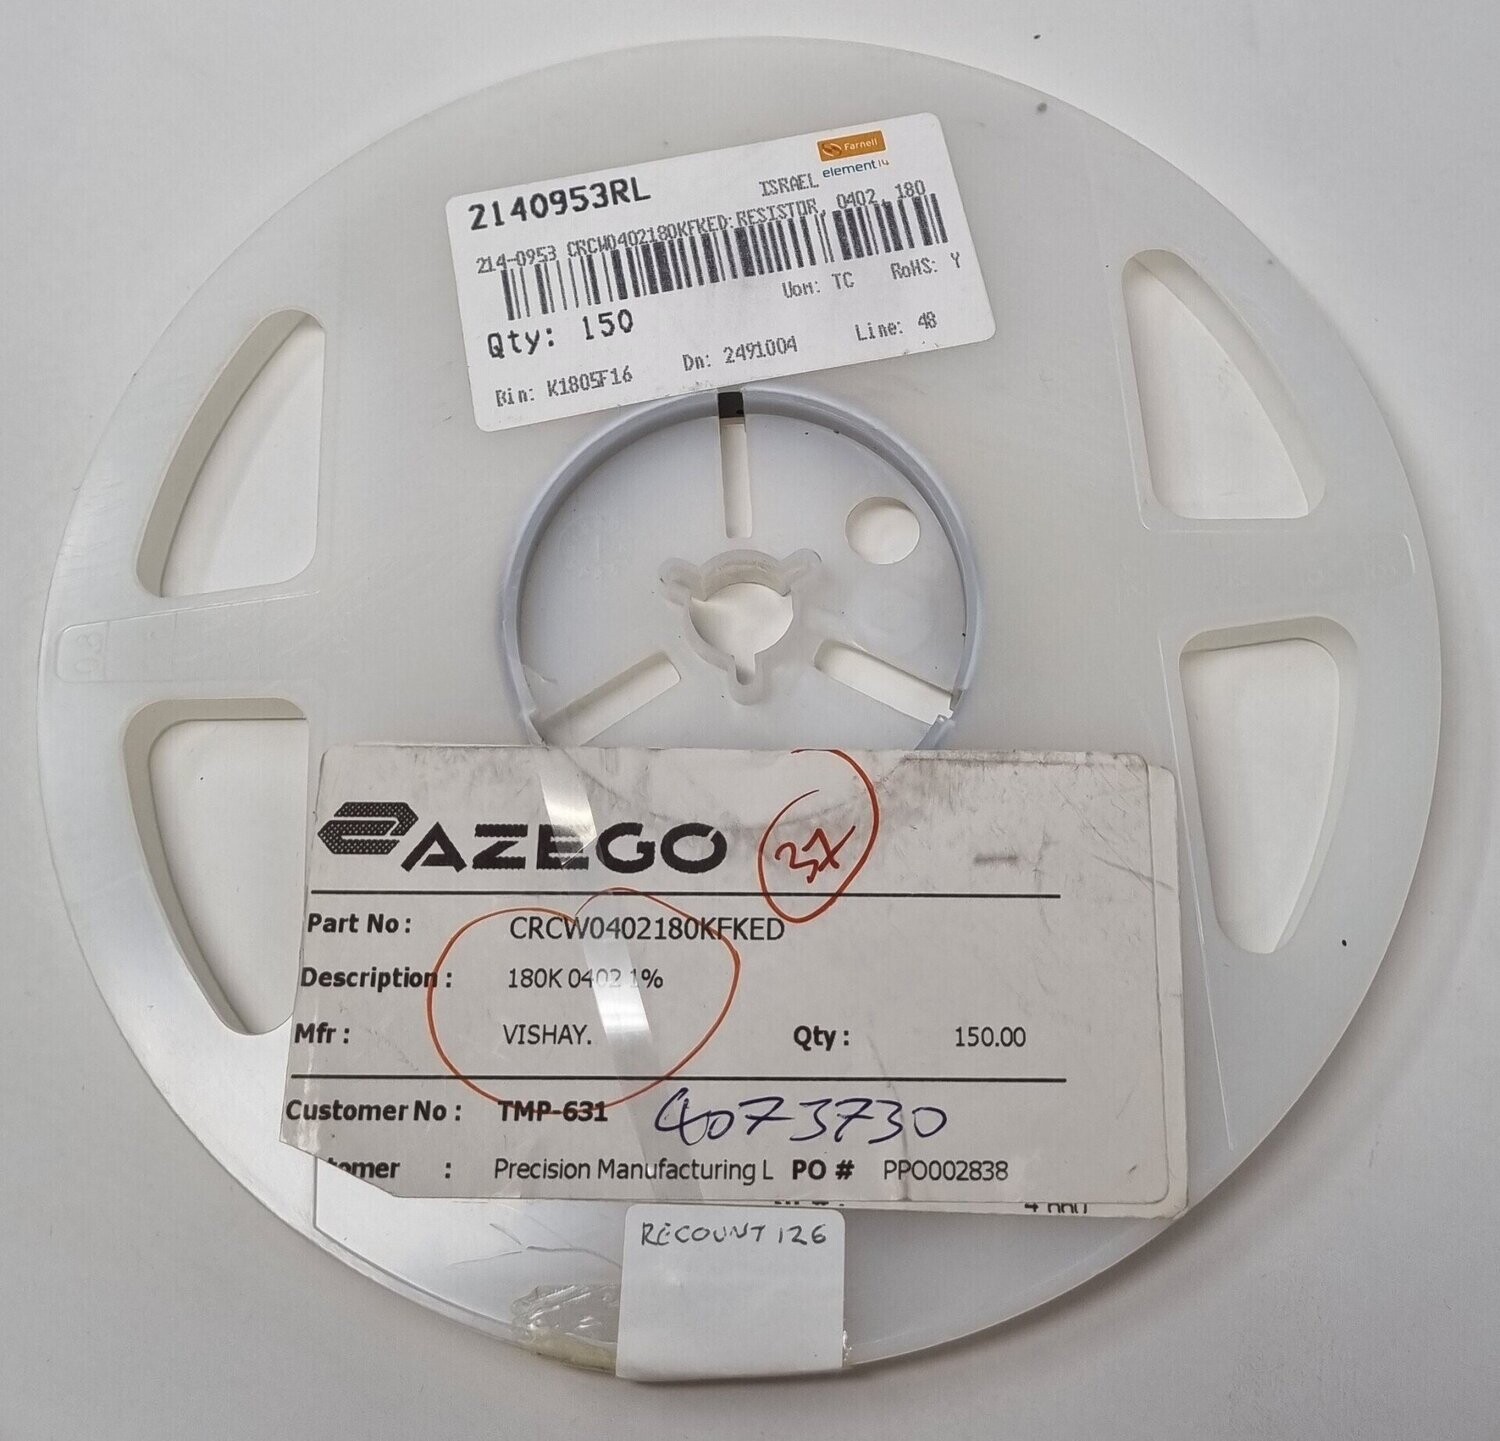 Farnell
element14
2140953RL
ISRAEL
214-0953 CRCW0402180KFKED:RESISTOR, 0402, 180
Uom: TC RoHS: Y
Qty: 150
Bin: K1805F16 Dn: 2491004 Line: 48
AZEGO
37
Part No : CRCW0402180KFKED
Description : 180K 0402 1%
Mfr : VISHAY. Qty : 150.00
Customer No : TMP-631 4073730
tomer : Precision Manufacturing L PO # PPO002838
RECOUNT 126